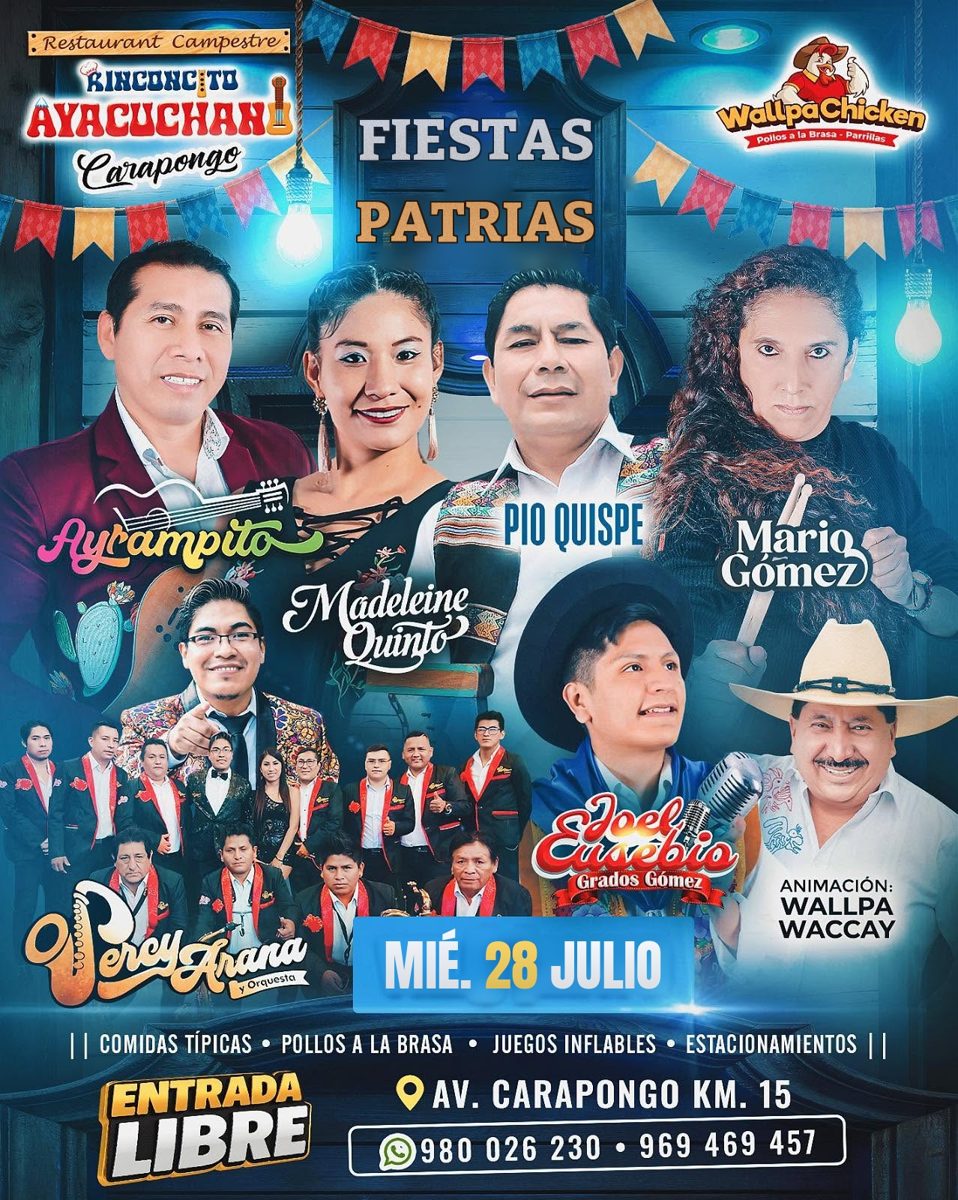 Restaurant Campestre
RINCONCITO
AYACUCHANO
Carapongo
WallpaChicken
Pollos a la Brasa - Parrillas
FIESTAS
PATRIAS
Ayrampito
Madeleine
Quinto
PIO QUISPE
Mario
Gómez
Joel
Eusebio
Grados Gómez
ANIMACIÓN:
WALLPA
WACCAY
Percy Arana
y Orquesta
MIÉ. 28 JULIO
|| COMIDAS TÍPICAS • POLLOS A LA BRASA • JUEGOS INFLABLES • ESTACIONAMIENTOS ||
ENTRADA
LIBRE
AV. CARAPONGO KM. 15
980 026 230 • 969 469 457